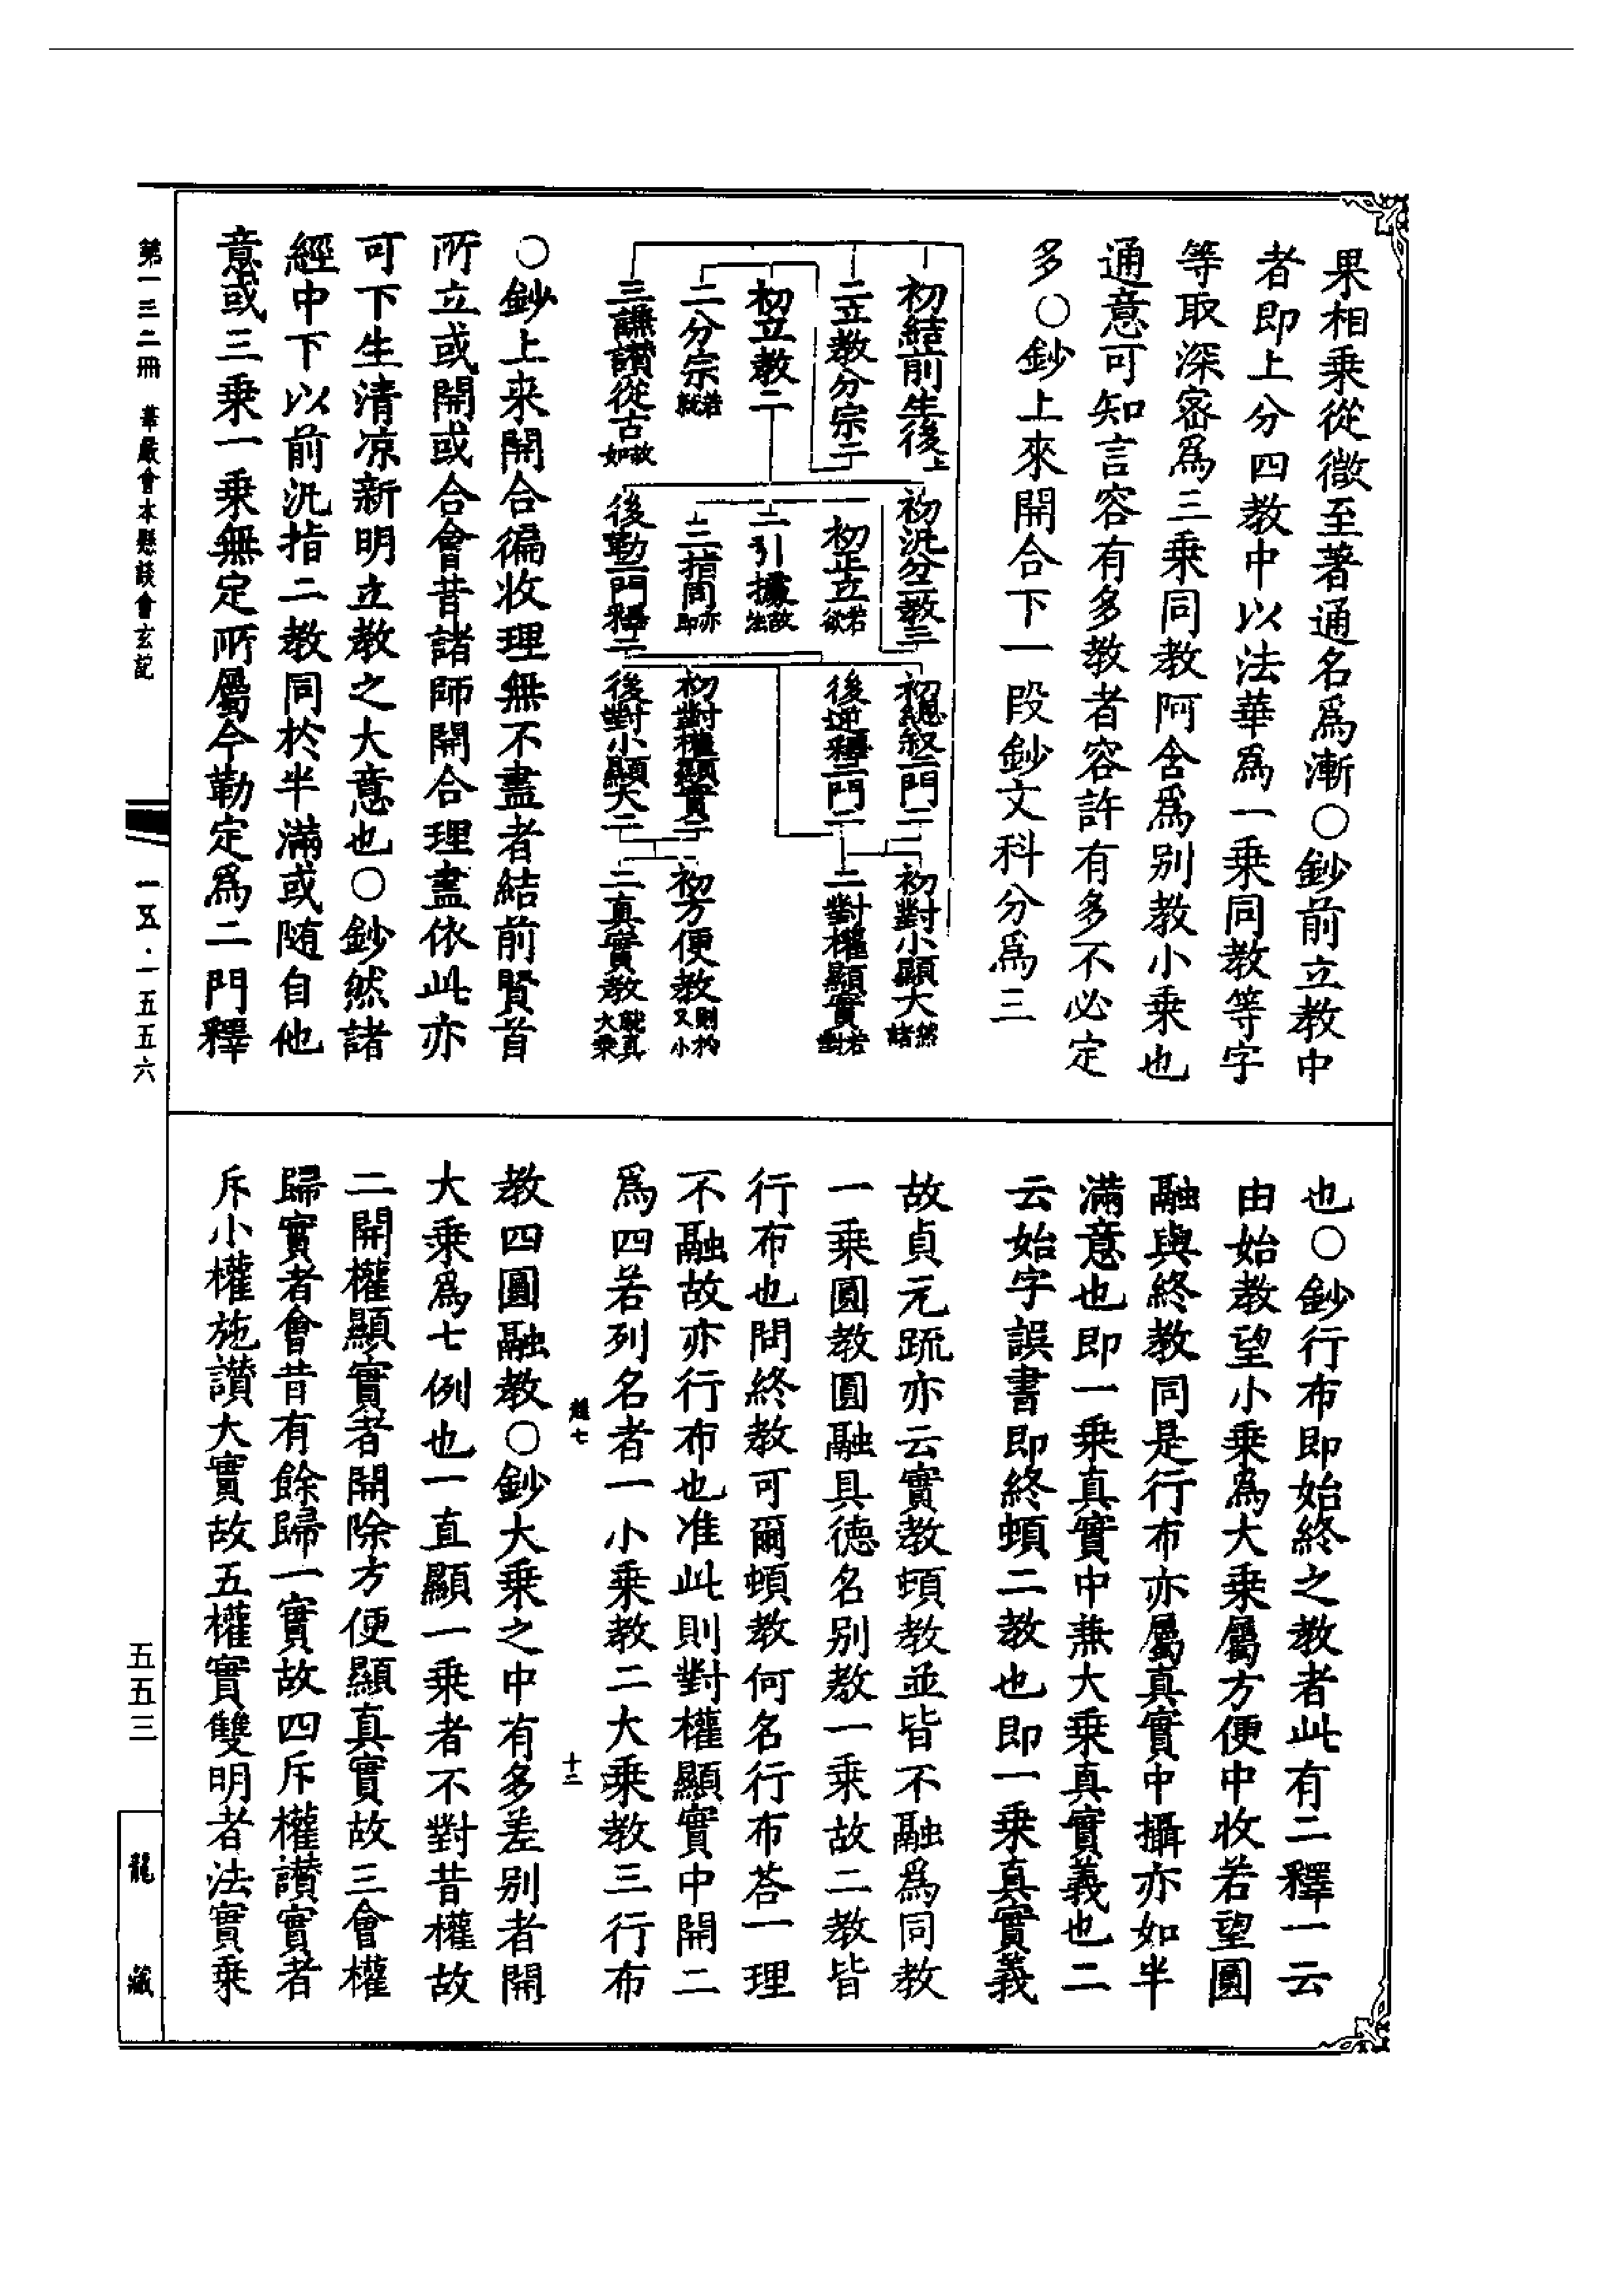 果相乘從微至著通名爲漸○鈔前立教中
者即上分四教中以法華爲一乘同教等字
等取深密爲三乘同教阿含爲别教小乘也
通意可知言容有多教者容許有多不必定
多○鈔上來開合下一段鈔文科分爲三
初結前生後上
二立教分宗二
初立教二
二分宗若就
三謙讚從古故如
初汎分二教三
初正立若欲
二引據故法
三指同亦即
後勒二門釋二
初總叙二門二
後逆釋二門二
初對權顯實二
後對小顯大二
初對小顯大然諸
二對權顯實若對
初方便教則於又小
二真實教就真大乘
○鈔上來開合徧收理無不盡者結前賢首
所立或開或合會昔諸師開合理盡依此亦
可下生清凉新明立教之大意也○鈔然諸
經中下以前汎指二教同於半滿或随自他
意或三乘一乘無定所屬今勒定爲二門釋
也○鈔行布即始終之教者此有二釋一云
由始教望小乘爲大乘屬方便中收若望圓
融與終教同是行布亦屬真實中攝亦如半
滿意也即一乘真實中兼大乘真實義也二
云始字誤書即終頓二教也即一乘真實義
故貞元疏亦云實教頓教並皆不融爲同教
一乘圓教圓融具德名别教一乘故二教皆
行布也問終教可爾頓教何名行布荅一理
不融故亦行布也准此則對權顯實中開二
爲四若列名者一小乘教二大乘教三行布
教四圓融教○鈔大乘之中有多差别者開
大乘爲七例也一直顯一乘者不對昔權故
二開權顯實者開除方便顯真實故三會權
歸實者會昔有餘歸一實故四斥權讃實者
斥小權施讃大實故五權實雙明者法實乘
十二
第一三二冊 華嚴會本懸談會玄記
一五·一五五六
五五三
龍藏